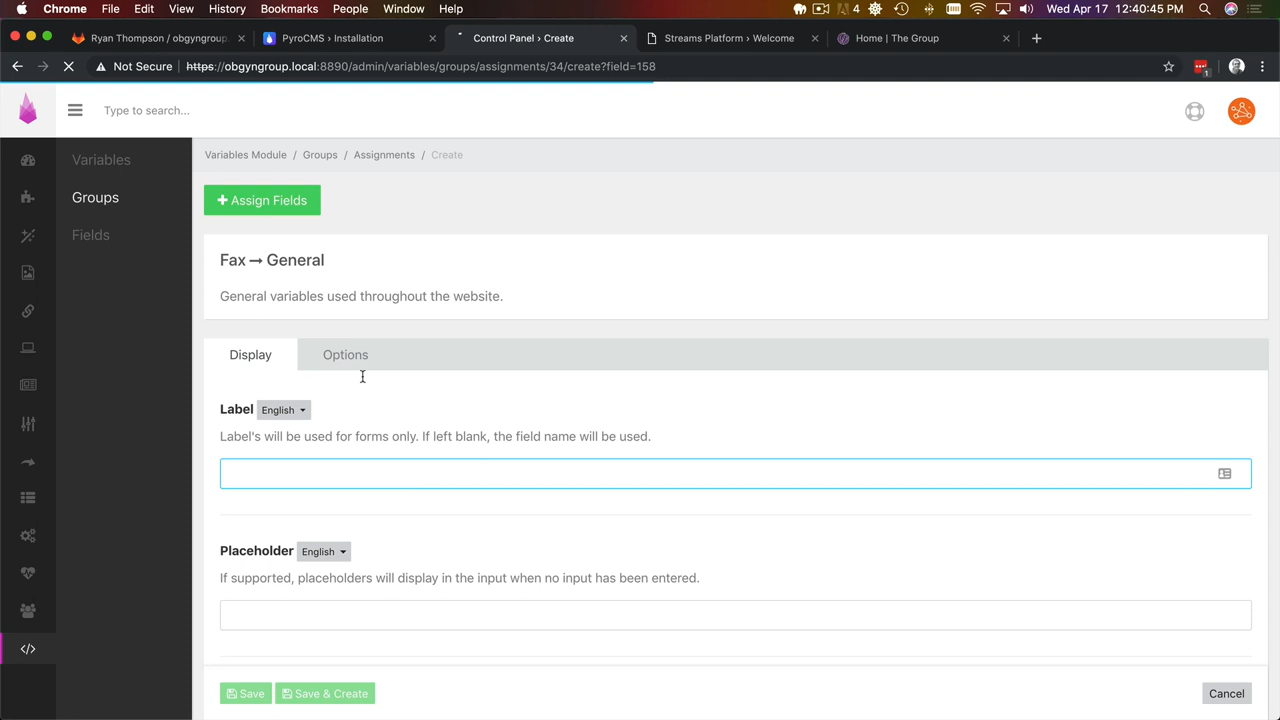 Chrome File Edit View History Bookmarks People Window Help 4 Wed Apr 17 12:40:45 PM
Ryan Thompson / obgyngroup. PyroCMS › Installation Control Panel › Create Streams Platform › Welcome Home | The Group
Not Secure https://obgyngroup.local:8890/admin/variables/groups/assignments/34/create?field=158 1
Type to search...
Variables
Groups
Fields
Variables Module / Groups / Assignments / Create
Assign Fields
Fax → General
General variables used throughout the website.
Display Options
Label English
Label's will be used for forms only. If left blank, the field name will be used.
Placeholder English
If supported, placeholders will display in the input when no input has been entered.
Save Save & Create Cancel